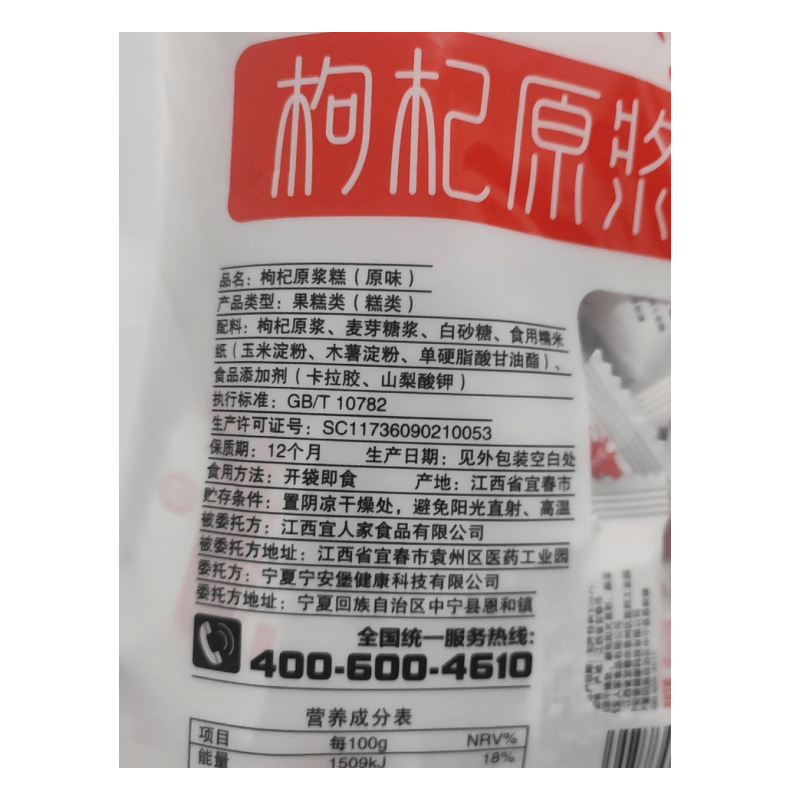 枸杞原浆
品名：枸杞原浆糕（原味）
产品类型：果糕类（糕类）
配料：枸杞原浆、麦芽糖浆、白砂糖、食用糯米
纸（玉米淀粉、木薯淀粉、单硬脂酸甘油酯）、
食品添加剂（卡拉胶、山梨酸钾）
执行标准：GB/T 10782
生产许可证号：SC11736090210053
保质期：12个月 生产日期：见外包装空白处
食用方法：开袋即食 产地：江西省宜春市
贮存条件：置阴凉干燥处，避免阳光直射、高温
被委托方：江西宜人家食品有限公司
被委托方地址：江西省宜春市袁州区医药工业园
委托方：宁夏宁安堡健康科技有限公司
委托方地址：宁夏回族自治区中宁县恩和镇
全国统一服务热线:
400-600-4610
营养成分表
项目 每100g NRV%
能量 1509kJ 18%